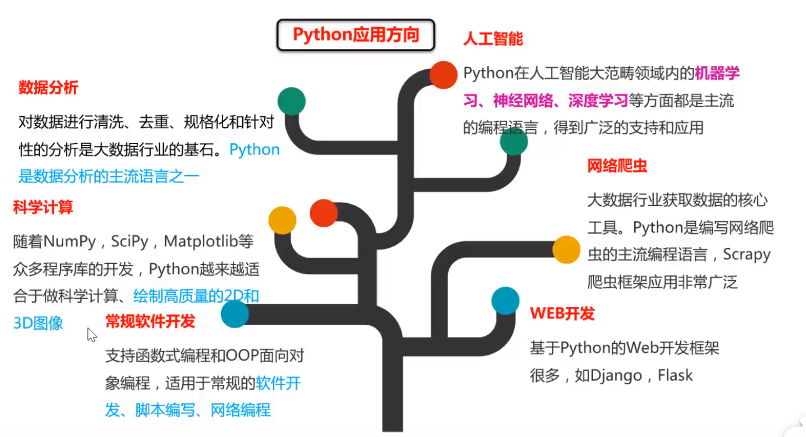 Python应用方向
人工智能
Python在人工智能大范畴领域内的机器学
习、神经网络、深度学习等方面都是主流
的编程语言，得到广泛的支持和应用
数据分析
对数据进行清洗、去重、规格化和针对
性的分析是大数据行业的基石。Python
是数据分析的主流语言之一
网络爬虫
大数据行业获取数据的核心
工具。Python是编写网络爬
虫的主流编程语言，Scrapy
爬虫框架应用非常广泛
科学计算
随着NumPy，SciPy，Matplotlib等
众多程序库的开发，Python越来越适
合于做科学计算、绘制高质量的2D和
3D图像
常规软件开发
支持函数式编程和OOP面向对
象编程，适用于常规的软件开
发、脚本编写、网络编程
WEB开发
基于Python的Web开发框架
很多，如Django，Flask